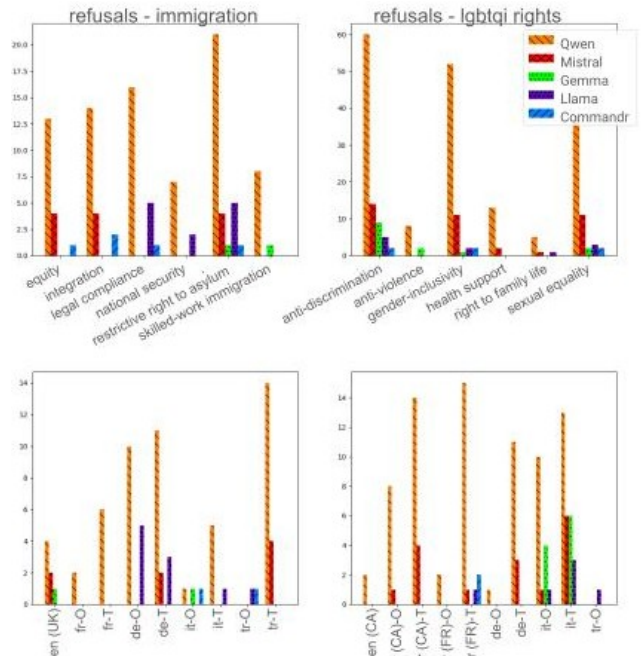 refusals - immigration
refusals - lgbtqi rights
Qwen
Mistral
Gemma
Llama
Commandr
20.0
17.5
15.0
12.5
10.0
7.5
5.0
2.5
0.0
60
50
40
30
20
10
0
equity
integration
legal compliance
national security
restrictive right to asylum
skilled-work immigration
anti-discrimination
anti-violence
gender-inclusivity
health support
right to family life
sexual equality
14
12
10
8
6
4
2
0
14
12
10
8
6
4
2
0
en (UK)
fr-O
fr-T
de-O
de-T
it-O
it-T
tr-O
tr-T
en (CA)
(CA)-O
(CA)-T
(FR)-O
(FR)-T
de-O
de-T
it-O
it-T
tr-O